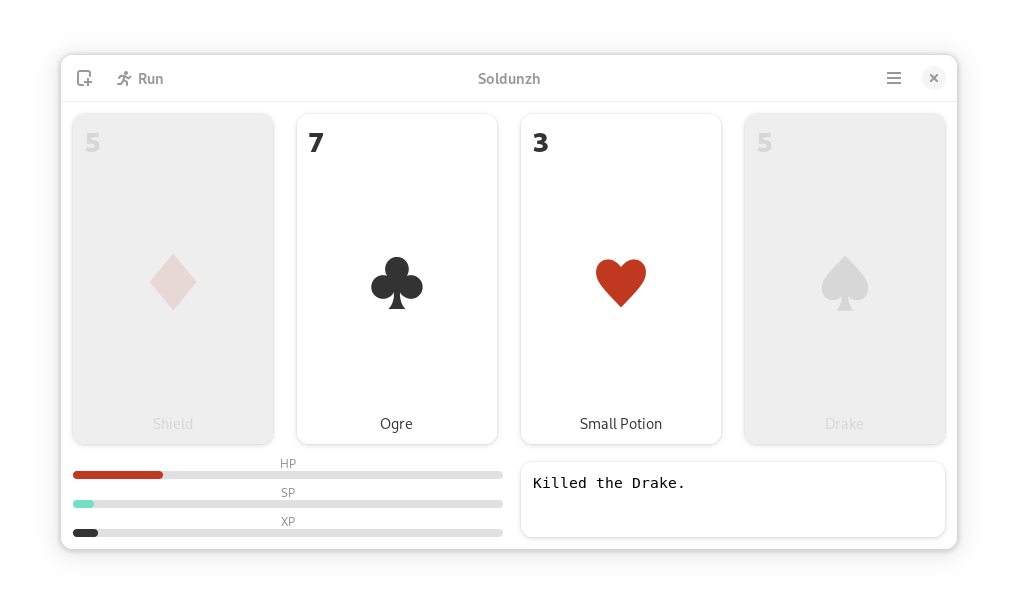 Run
Soldunzh
5
7
3
5
Shield
Ogre
Small Potion
Drake
HP
SP
XP
Killed the Drake.